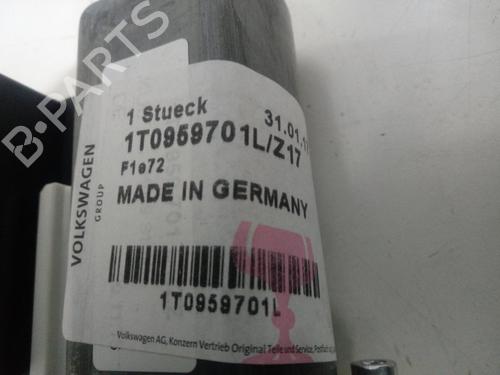 VOLKSWAGEN
GROUP
1 Stueck
31.01.1
1T0959701L/Z17
F1e72
MADE IN GERMANY
1T0959701L
Volkswagen AG, Konzern Vertrieb Original Teile und Service, Postfach
B-PARTS